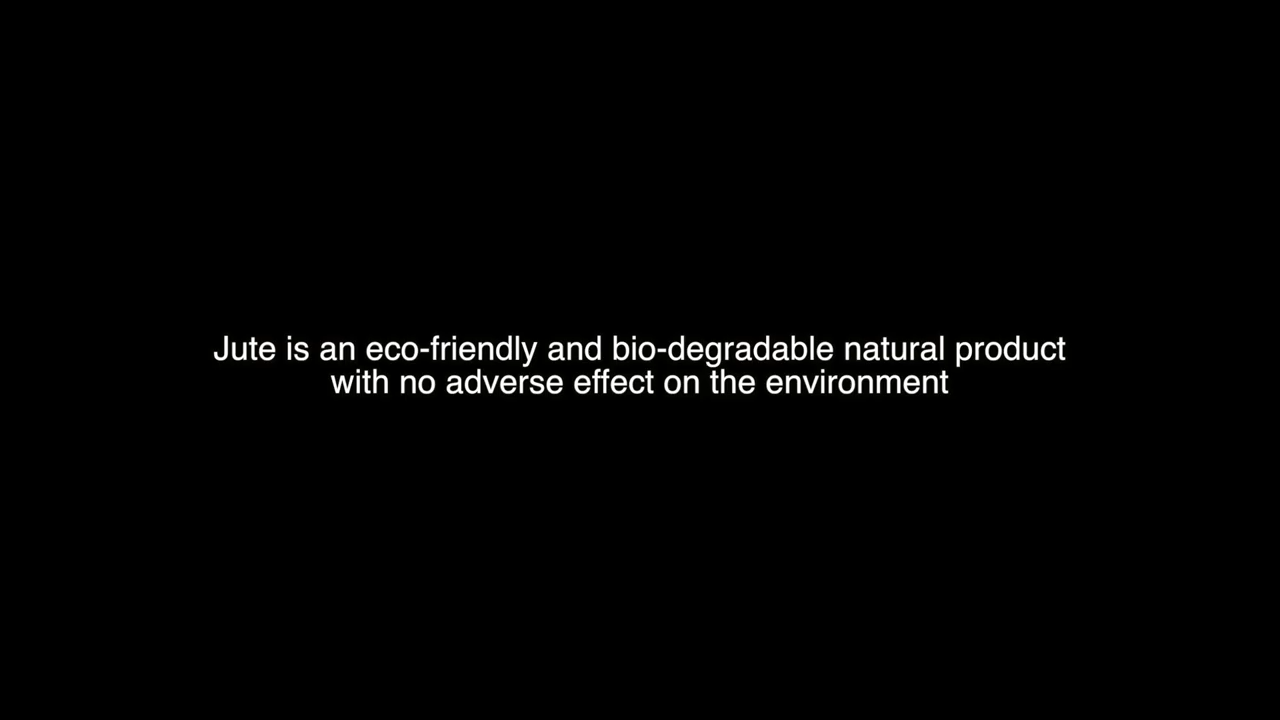 Jute is an eco-friendly and bio-degradable natural product
with no adverse effect on the environment